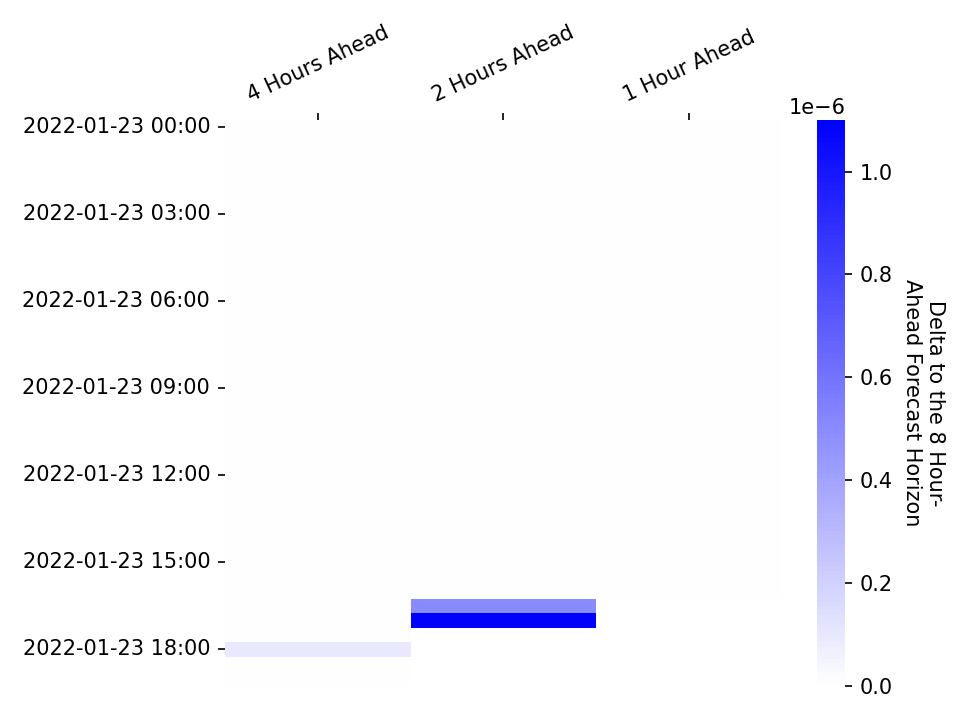 4 Hours Ahead
2 Hours Ahead
1 Hour Ahead
1e−6
2022-01-23 00:00
2022-01-23 03:00
2022-01-23 06:00
2022-01-23 09:00
2022-01-23 12:00
2022-01-23 15:00
2022-01-23 18:00
1.0
0.8
0.6
0.4
0.2
0.0
Delta to the 8 Hour-
Ahead Forecast Horizon